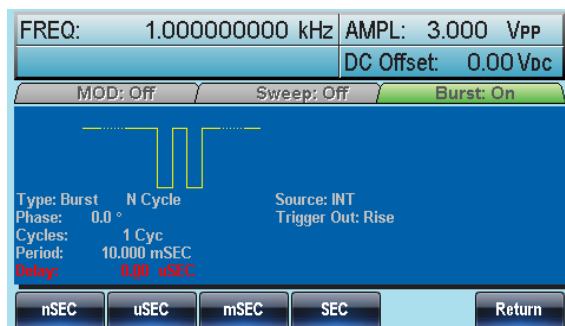 FREQ: 1.000000000 kHz AMPL: 3.000 VPP
DC Offset: 0.00 VDC
MOD: Off Sweep: Off Burst: On
Type: Burst N Cycle Source: INT
Phase: 0.0 ° Trigger Out: Rise
Cycles: 1 Cyc
Period: 10.000 mSEC
Delay: 0.00 uSEC
nSEC uSEC mSEC SEC Return